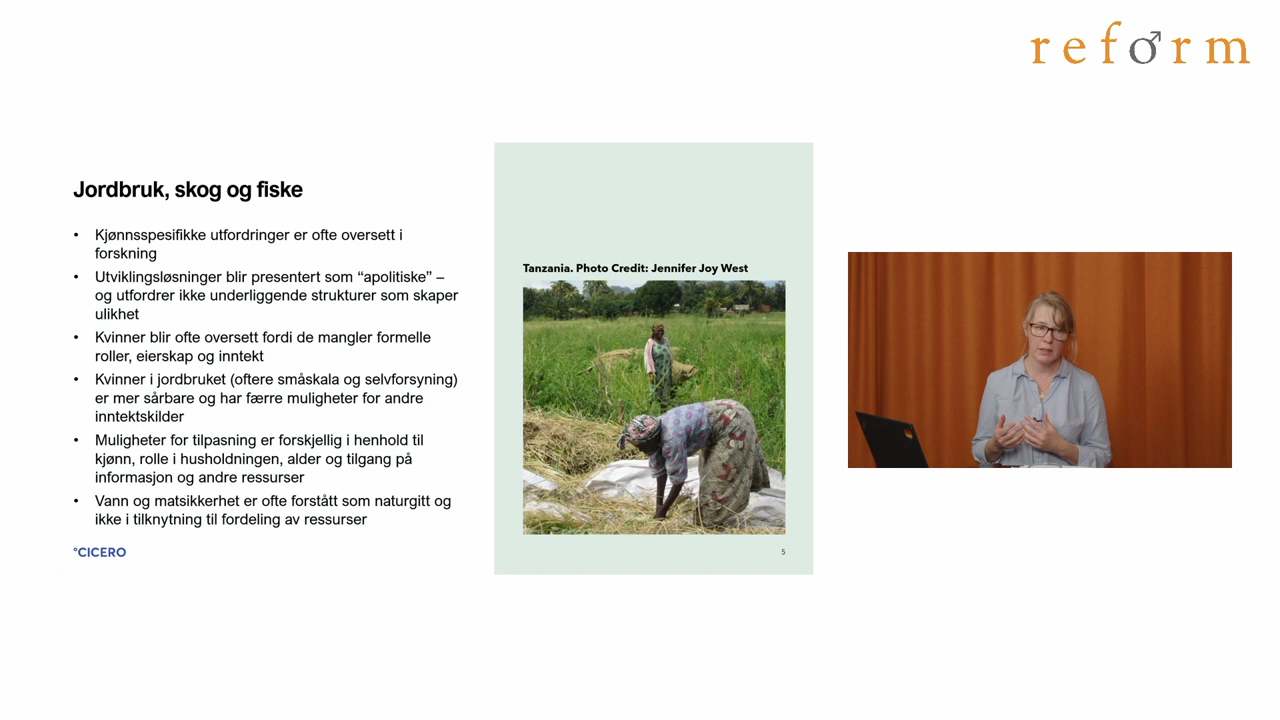 reform
Jordbruk, skog og fiske
• Kjønnsspesifikke utfordringer er ofte oversett i
forskning
• Utviklingsløsninger blir presentert som “apolitiske” –
og utfordrer ikke underliggende strukturer som skaper
ulikhet
• Kvinner blir ofte oversett fordi de mangler formelle
roller, eierskap og inntekt
• Kvinner i jordbruket (oftere småskala og selvforsyning)
er mer sårbare og har færre muligheter for andre
inntektskilder
• Muligheter for tilpasning er forskjellig i henhold til
kjønn, rolle i husholdningen, alder og tilgang på
informasjon og andre ressurser
• Vann og matsikkerhet er ofte forstått som naturgitt og
ikke i tilknytning til fordeling av ressurser
°CICERO
Tanzania. Photo Credit: Jennifer Joy West
5